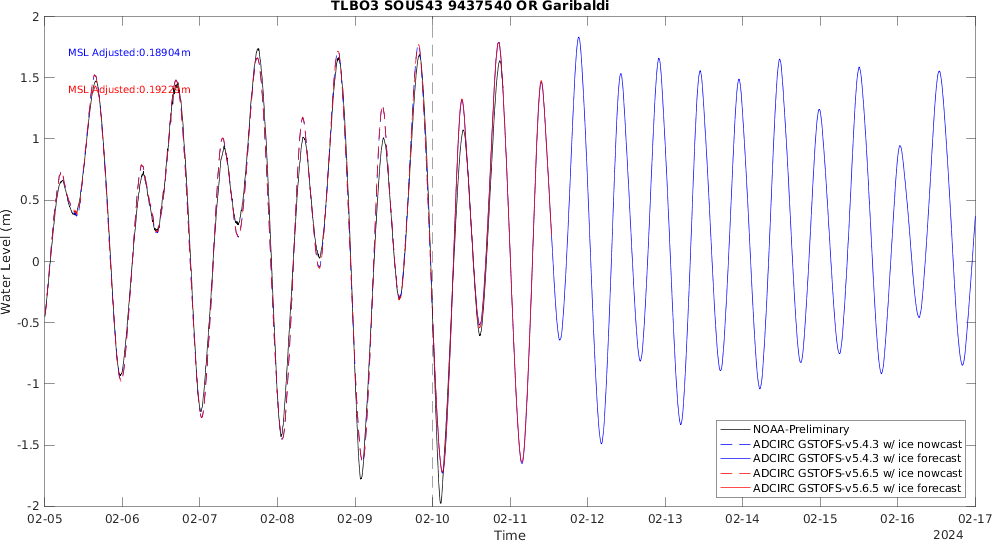 TLBO3 SOUS43 9437540 OR Garibaldi
MSL Adjusted:0.18904m
MSL Adjusted:0.1922 m
Water Level (m)
2
1.5
1
0.5
0
-0.5
-1
-1.5
-2
NOAA-Preliminary
ADCIRC GSTOFS-v5.4.3 w/ ice nowcast
ADCIRC GSTOFS-v5.4.3 w/ ice forecast
ADCIRC GSTOFS-v5.6.5 w/ ice nowcast
ADCIRC GSTOFS-v5.6.5 w/ ice forecast
02-05 02-06 02-07 02-08 02-09 02-10 02-11 02-12 02-13 02-14 02-15 02-16 02-17
Time
2024